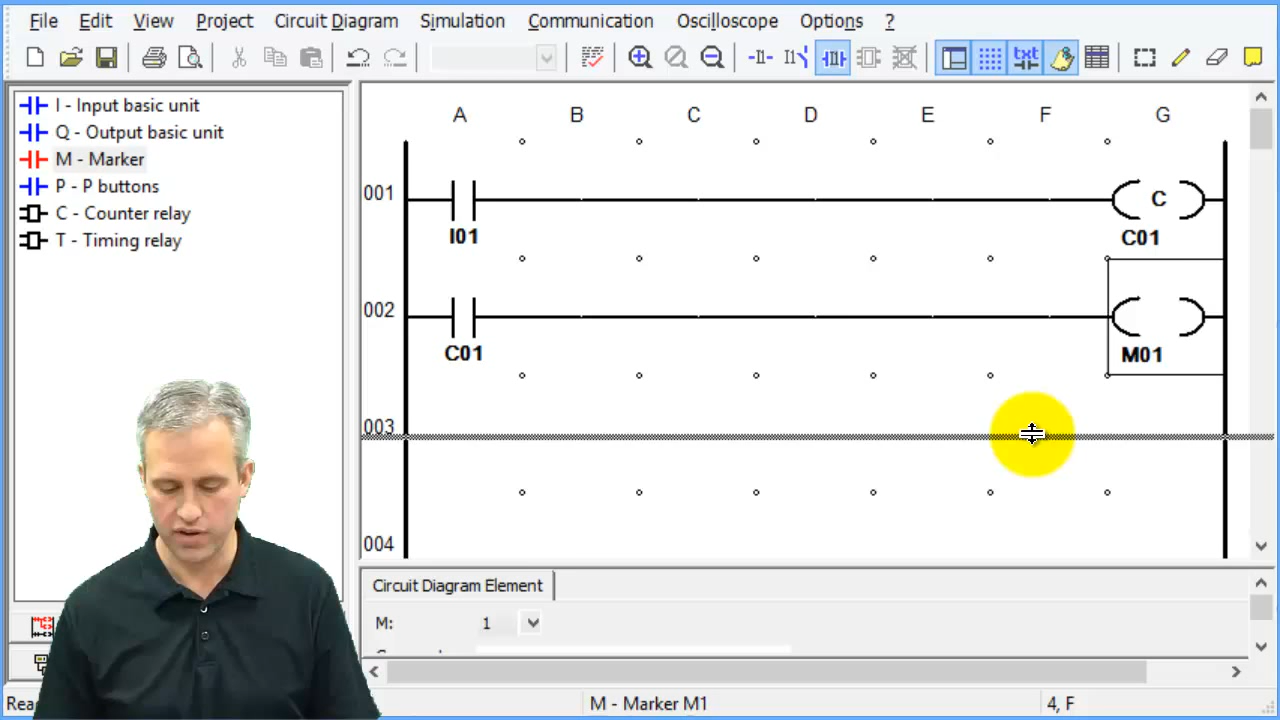 File Edit View Project Circuit Diagram Simulation Communication Oscilloscope Options ?
txt
I - Input basic unit
Q - Output basic unit
M - Marker
P - P buttons
C - Counter relay
T - Timing relay
A B C D E F G
001
C
I01 C01
002
C01 M01
003
004
Circuit Diagram Element
M: 1
M - Marker M1 4, F